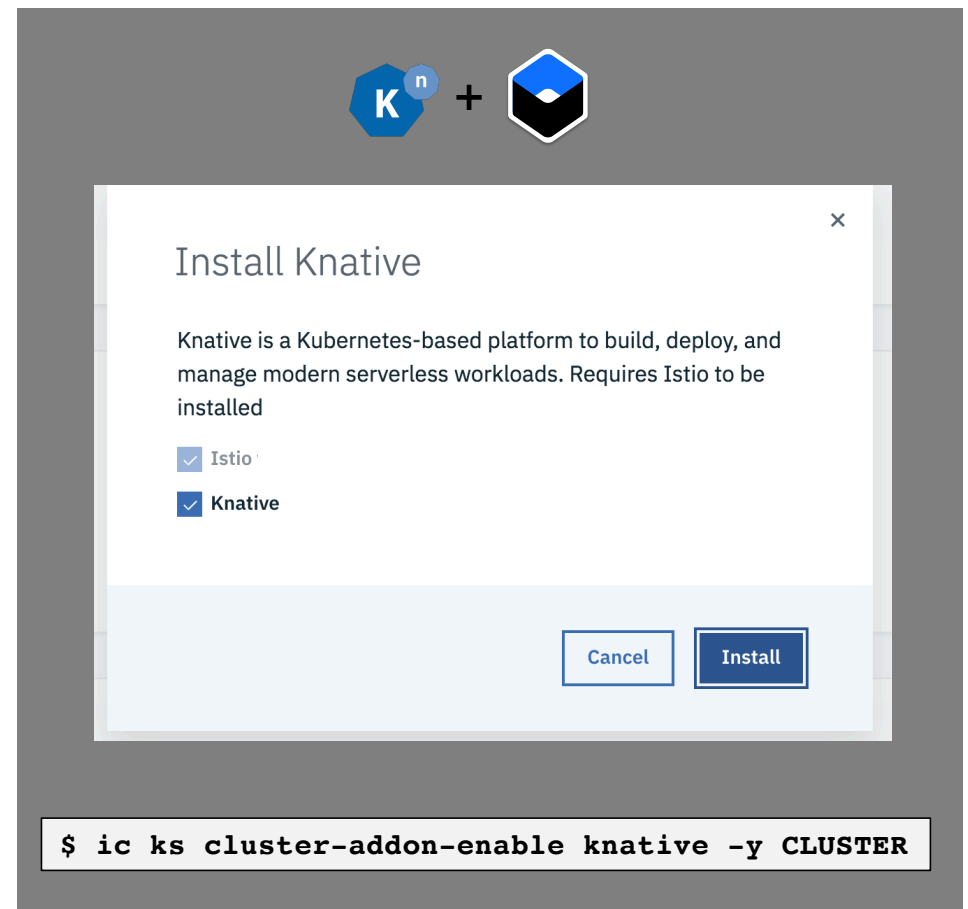 K n +
×
Install Knative
Knative is a Kubernetes-based platform to build, deploy, and
manage modern serverless workloads. Requires Istio to be
installed
Istio
Knative
Cancel Install
$ ic ks cluster-addon-enable knative -y CLUSTER